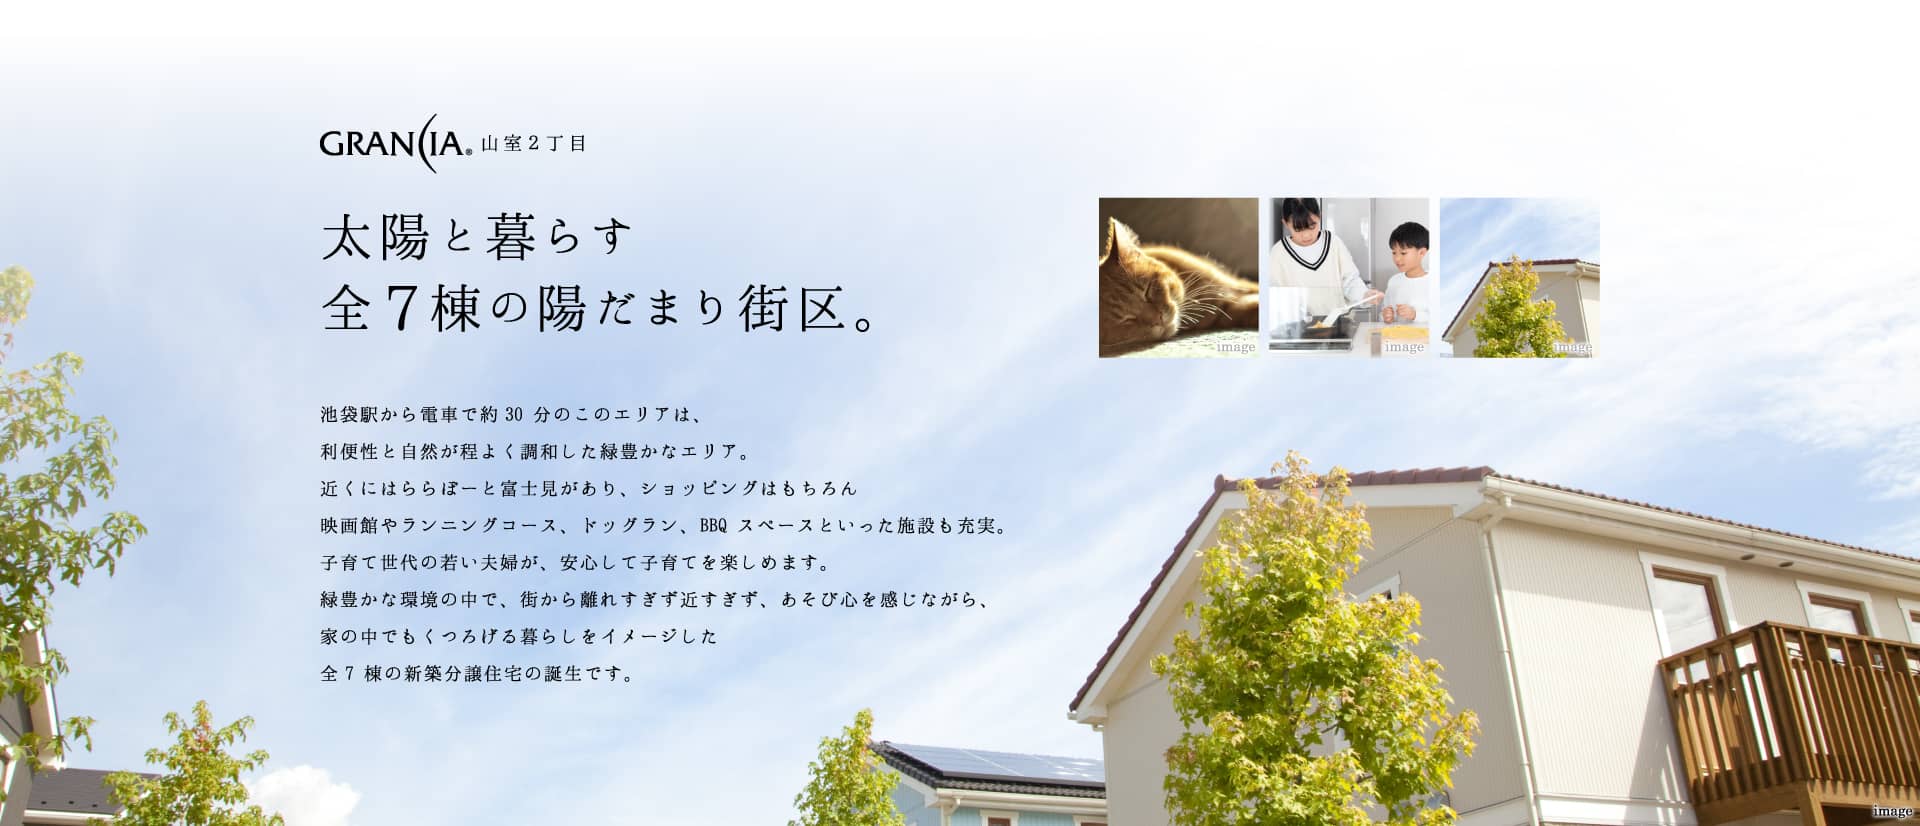 GRANCIA® 山室２丁目
太陽と暮らす
全７棟の陽だまり街区。
image
image
image
池袋駅から電車で約 30 分のこのエリアは、
利便性と自然が程よく調和した緑豊かなエリア。
近くにはららぽーと富士見があり、ショッピングはもちろん
映画館やランニングコース、ドッグラン、BBQ スペースといった施設も充実。
子育て世代の若い夫婦が、安心して子育てを楽しめます。
緑豊かな環境の中で、街から離れすぎず近すぎず、あそび心を感じながら、
家の中でもくつろげる暮らしをイメージした
全 7 棟の新築分譲住宅の誕生です。
image